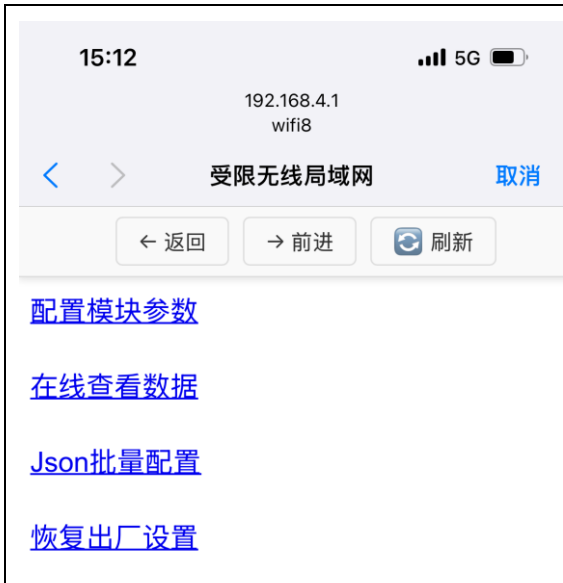 15:12 5G
192.168.4.1
wifi8
受限无线局域网 取消
← 返回 → 前进 刷新
配置模块参数
在线查看数据
Json批量配置
恢复出厂设置